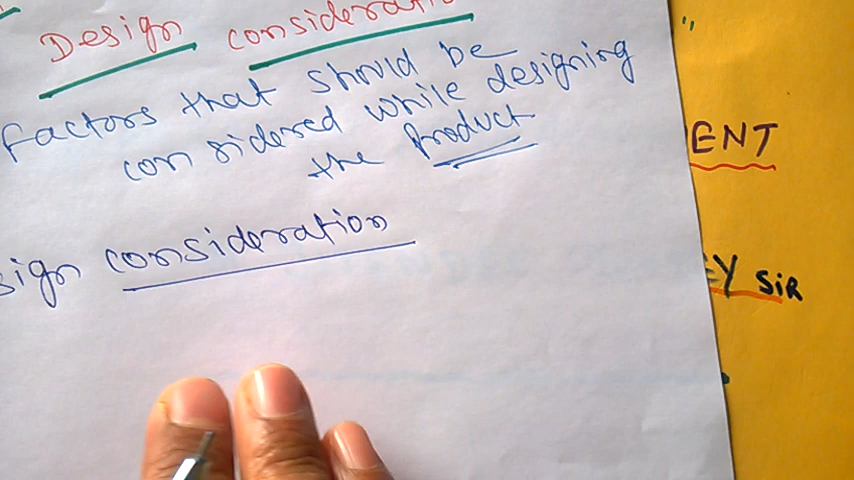 Design consideratio
Factors that should be
considered while designing
the Product
sign consideration
"
ENT
EY SiR